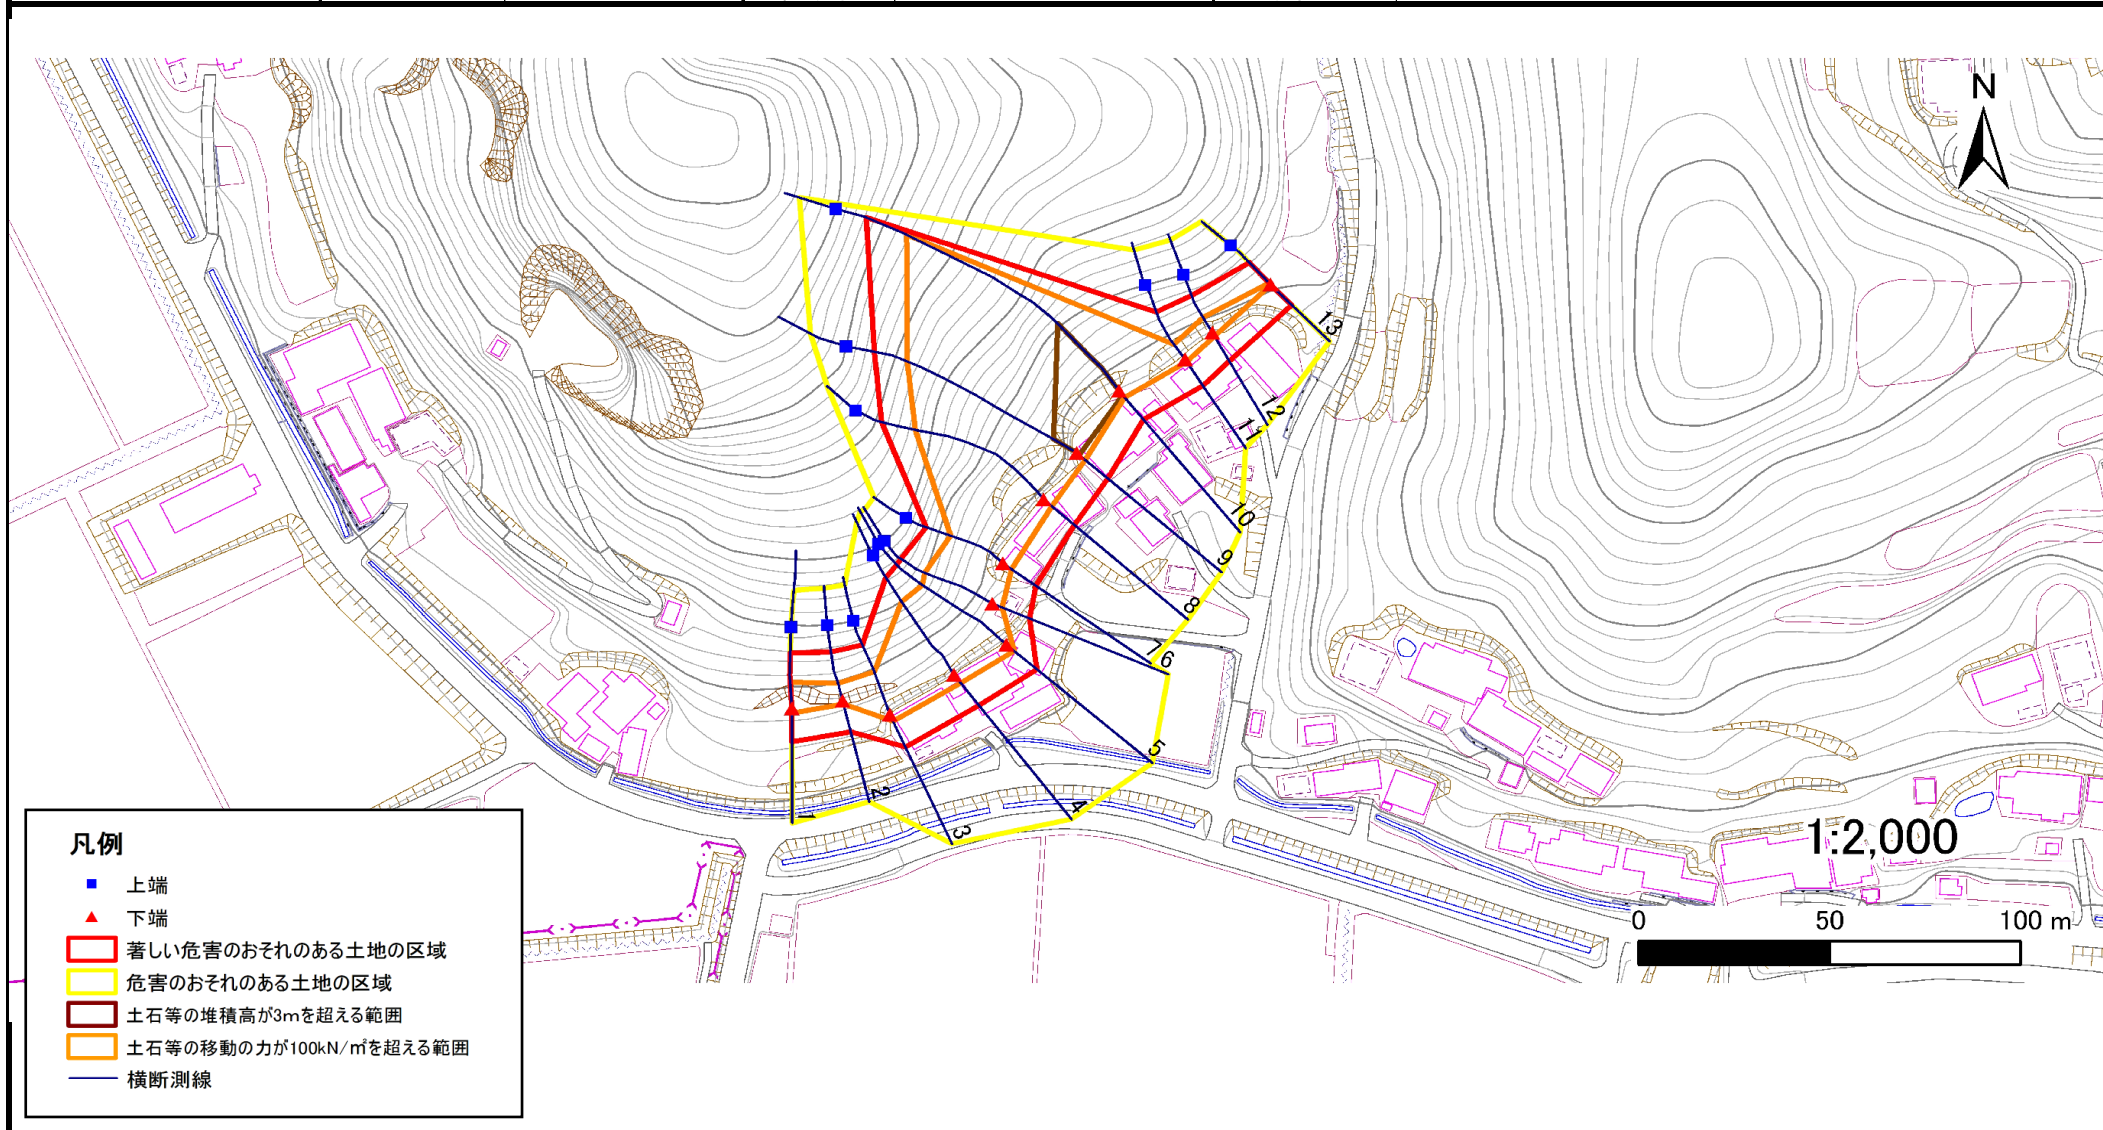 N
13
12
11
10
9
8
7 6
5
4
3
2
1
1:2,000
0 50 100 m
凡例
上端
下端
著しい危害のおそれのある土地の区域
危害のおそれのある土地の区域
土石等の堆積高が3mを超える範囲
土石等の移動の力が100kN/㎡を超える範囲
横断測線